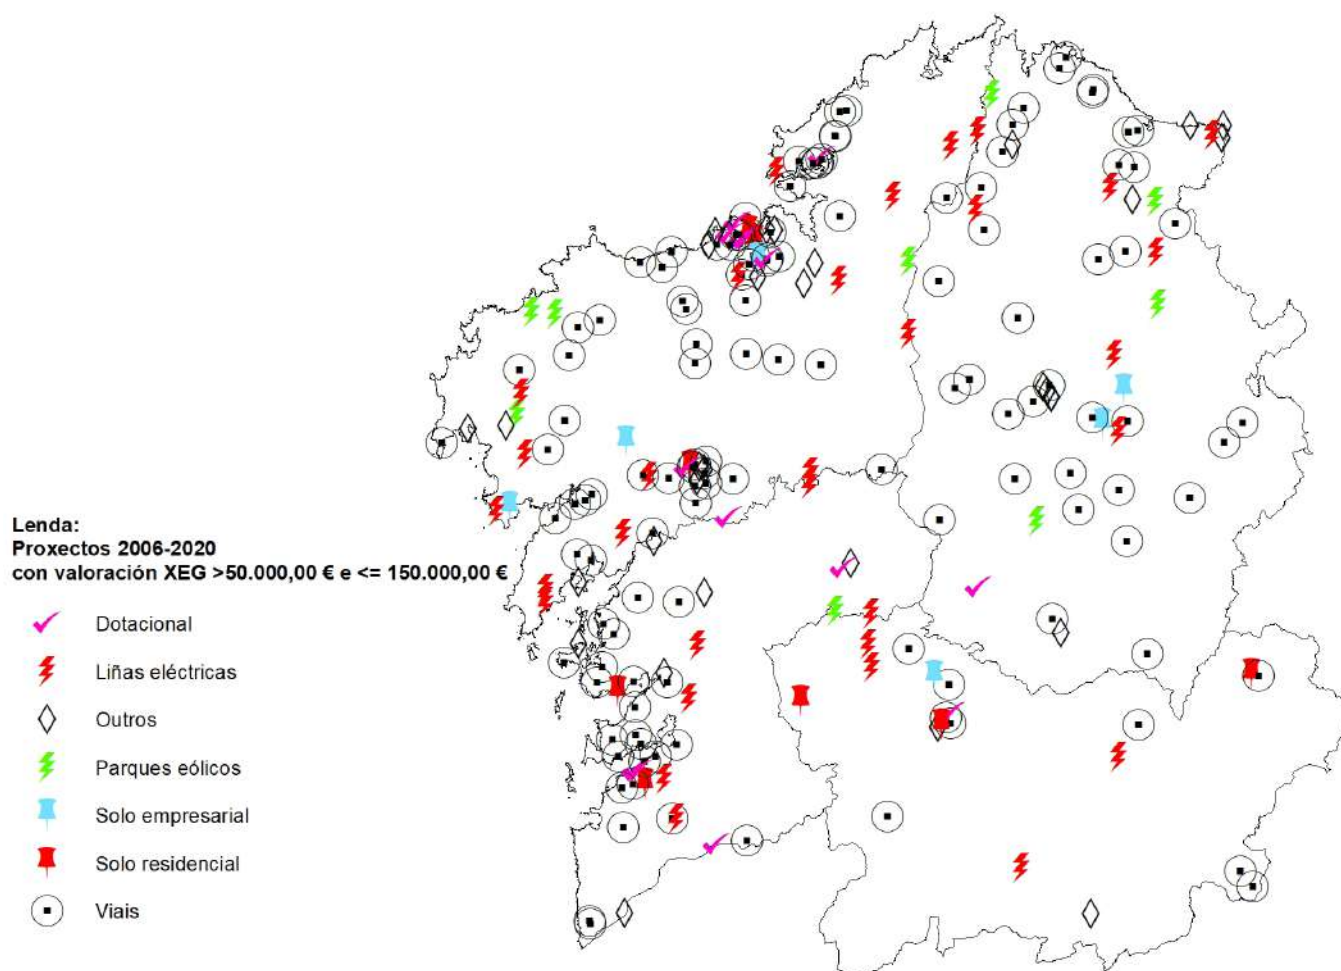 Lenda:
Proxectos 2006-2020
con valoración XEG >50.000,00 € e <= 150.000,00 €
Dotacional
Liñas eléctricas
Outros
Parques eólicos
Solo empresarial
Solo residencial
Viais